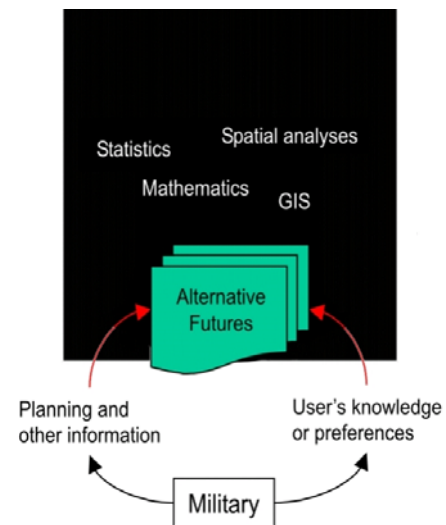 Spatial analyses
Statistics
Mathematics
GIS
Alternative
Futures
Planning and
other information
User's knowledge
or preferences
Military